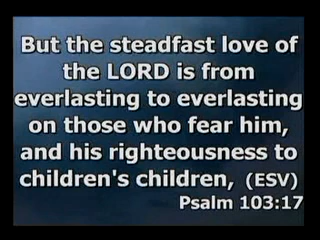 But the steadfast love of
the LORD is from
everlasting to everlasting
on those who fear him,
and his righteousness to
children's children, (ESV)
Psalm 103:17